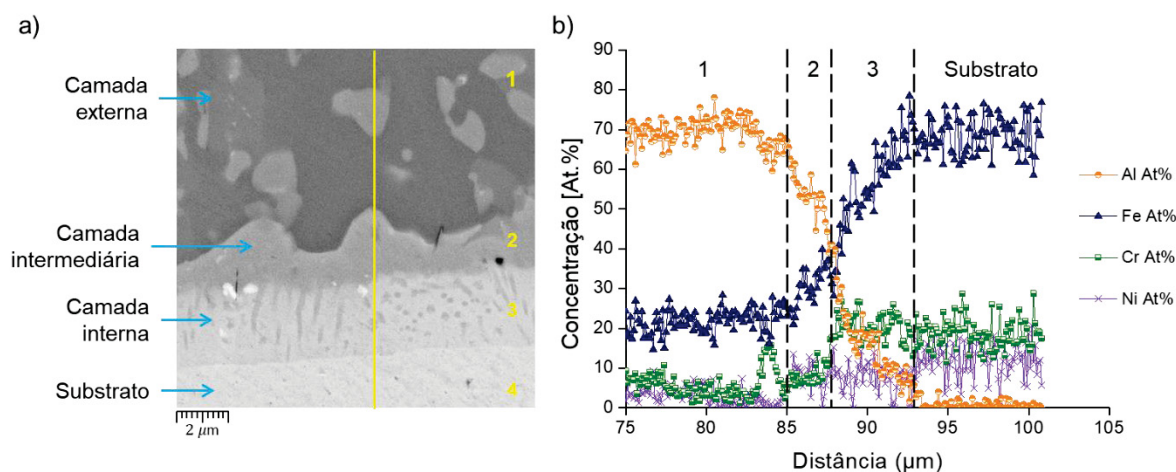 a)
Camada
externa
Camada
intermediária
Camada
interna
Substrato
1
2
3
4
2 μm
b)
Concentração [At.%]
90
80
70
60
50
40
30
20
10
0
1 2 3 Substrato
75 80 85 90 95 100 105
Distância (μm)
Al At%
Fe At%
Cr At%
Ni At%